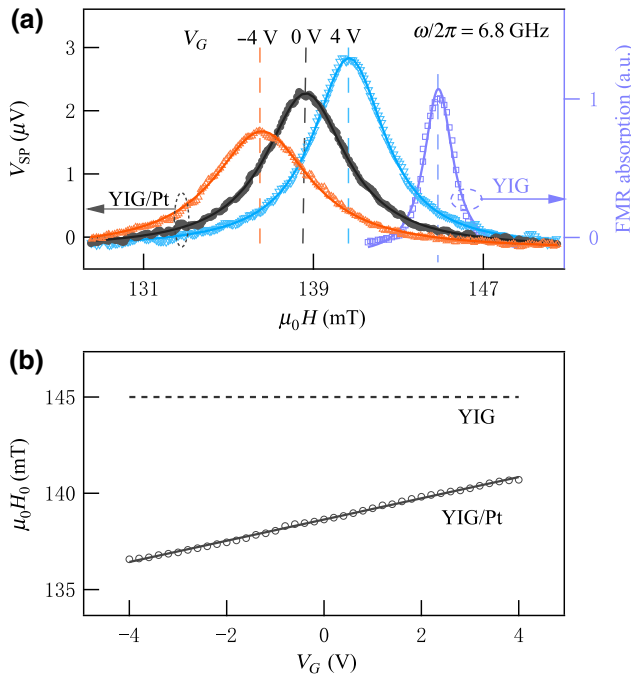 (a)
V_G −4 V 0 V 4 V ω/2π = 6.8 GHz
3
2
1
0
V_SP (μV)
YIG/Pt
YIG
1
0
FMR absorption (a.u.)
131 139 147
μ₀H (mT)
(b)
145
140
135
μ₀H₀ (mT)
YIG
YIG/Pt
−4 −2 0 2 4
V_G (V)